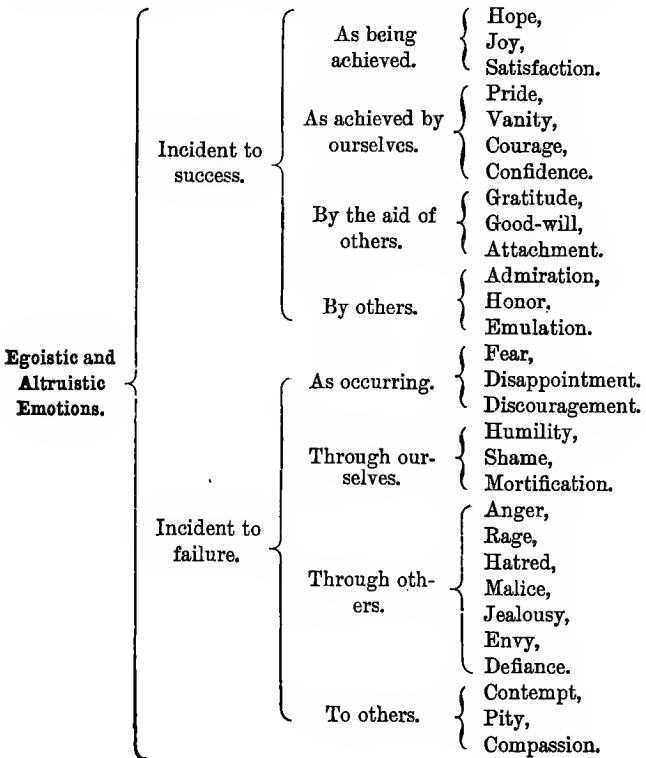 Egoistic and
Altruistic
Emotions.
Incident to
success.
As being
achieved.
Hope,
Joy,
Satisfaction.
As achieved by
ourselves.
Pride,
Vanity,
Courage,
Confidence.
By the aid of
others.
Gratitude,
Good-will,
Attachment.
By others.
Admiration,
Honor,
Emulation.
Incident to
failure.
As occurring.
Fear,
Disappointment.
Discouragement.
Through our-
selves.
Humility,
Shame,
Mortification.
Through oth-
ers.
Anger,
Rage,
Hatred,
Malice,
Jealousy,
Envy,
Defiance.
To others.
Contempt,
Pity,
Compassion.